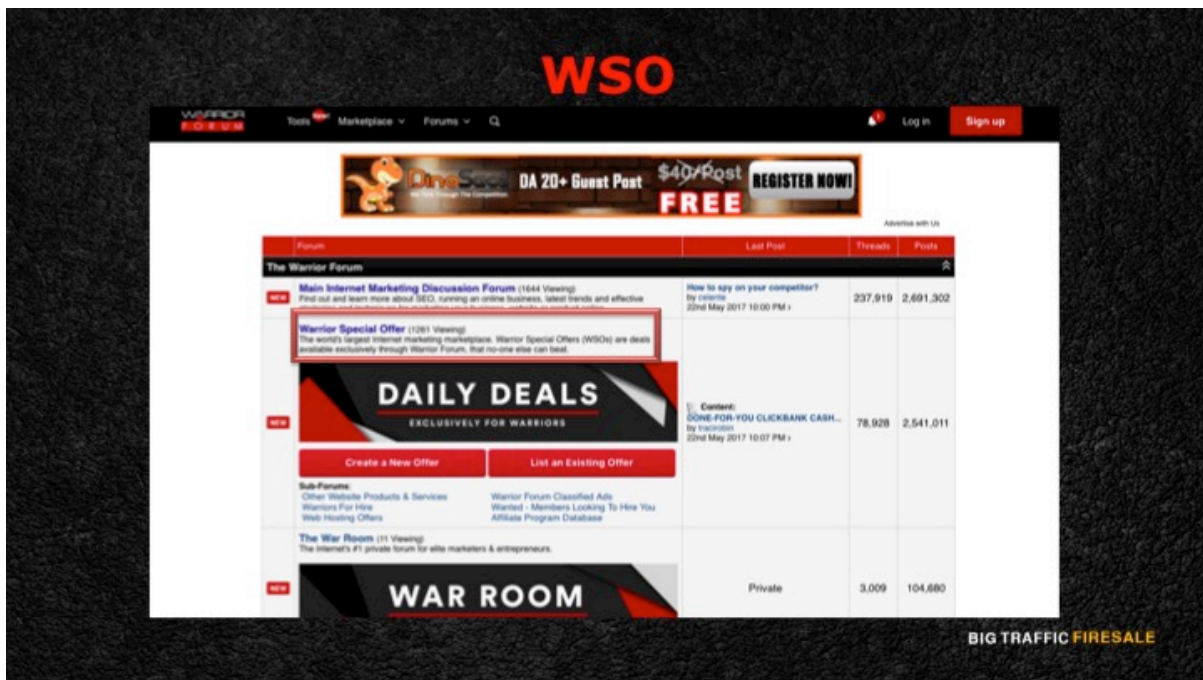 WSO
WARRIOR
FORUM
Tools
Marketplace
Forums
Log in
Sign up
DA 20+ Guest Post
$40/Post
FREE
REGISTER NOW!
Advertise with Us
Forum
Last Post
Threads
Posts
The Warrior Forum
NEW
Main Internet Marketing Discussion Forum (1644 Viewing)
Find out and learn more about SEO, running an online business, latest trends and effective
How to spy on your competitor?
by celente
22nd May 2017 10:00 PM ›
237,919
2,691,302
Warrior Special Offer (1261 Viewing)
The world's largest Internet marketing marketplace. Warrior Special Offers (WSOs) are deals
available exclusively through Warrior Forum, that no-one else can beat.
DAILY DEALS
EXCLUSIVELY FOR WARRIORS
NEW
Content:
DONE-FOR-YOU CLICKBANK CASH...
by tracirobin
22nd May 2017 10:07 PM ›
78,928
2,541,011
Create a New Offer
List an Existing Offer
Sub-Forums:
Other Website Products & Services
Warrior Forum Classified Ads
Warriors For Hire
Wanted - Members Looking To Hire You
Web Hosting Offers
Affiliate Program Database
The War Room (11 Viewing)
The Internet's #1 private forum for elite marketers & entrepreneurs.
NEW
WAR ROOM
Private
3,009
104,680
BIG TRAFFIC FIRESALE